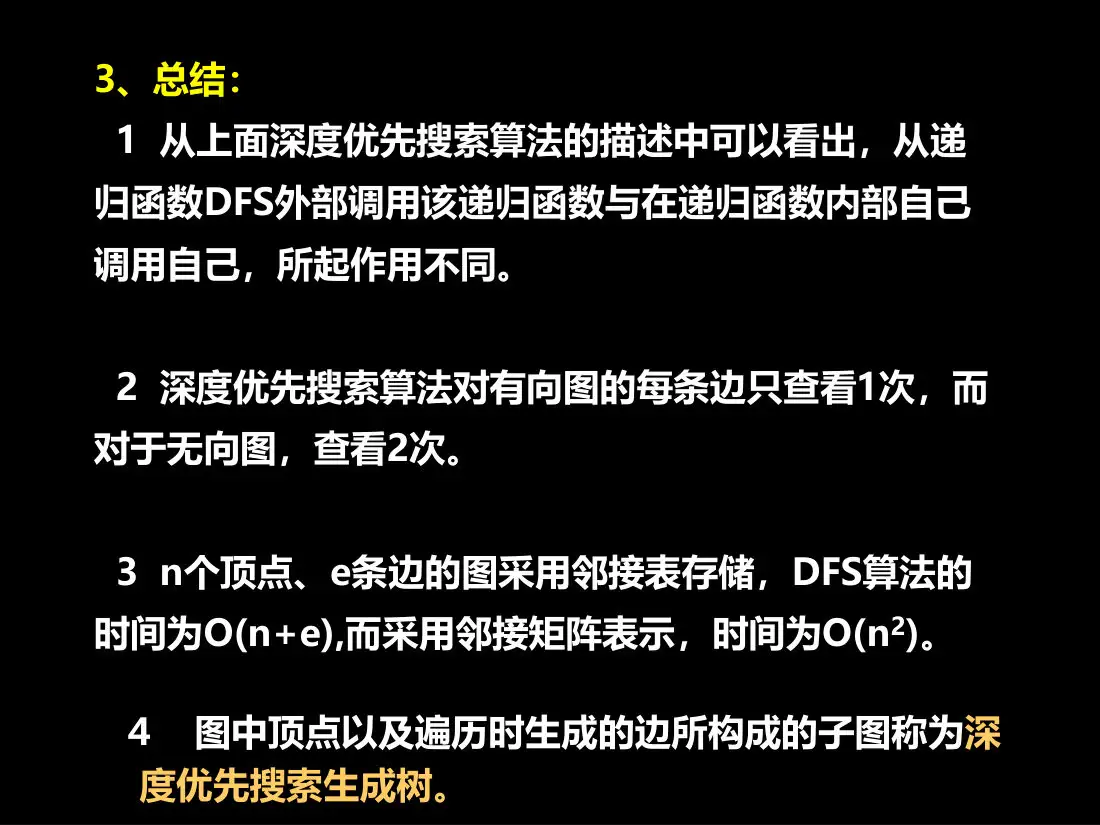 3、总结：
1 从上面深度优先搜索算法的描述中可以看出，从递
归函数DFS外部调用该递归函数与在递归函数内部自己
调用自己，所起作用不同。
2 深度优先搜索算法对有向图的每条边只查看1次，而
对于无向图，查看2次。
3 n个顶点、e条边的图采用邻接表存储，DFS算法的
时间为O(n+e),而采用邻接矩阵表示，时间为O(n²)。
4 图中顶点以及遍历时生成的边所构成的子图称为深
度优先搜索生成树。